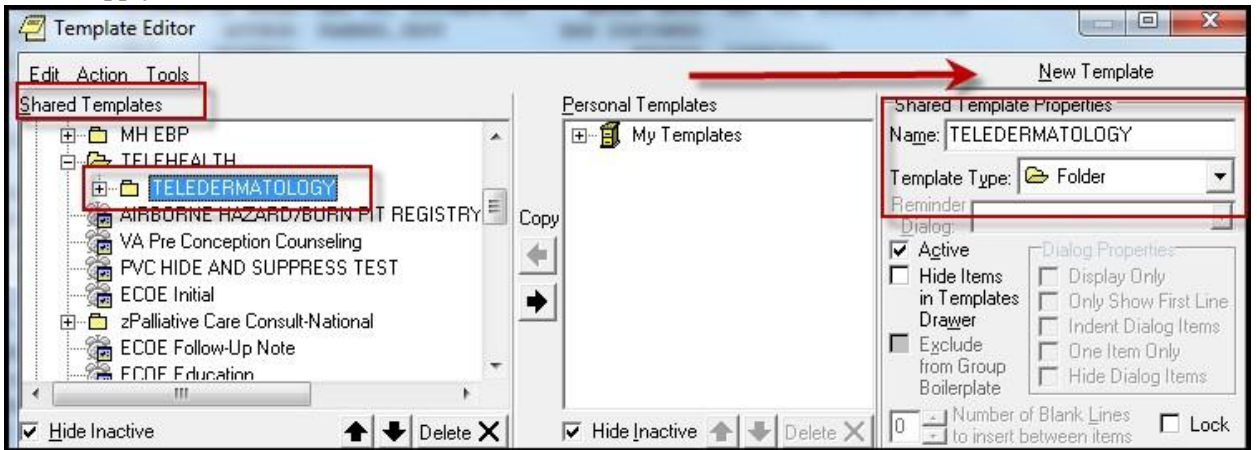 Template Editor
Edit Action Tools
New Template
Shared Templates
MH EBP
TELEHEALTH
TELEDERMATOLOGY
AIRBORNE HAZARD/BURN PIT REGISTRY
VA Pre Conception Counseling
PVC HIDE AND SUPPRESS TEST
ECOE Initial
zPalliative Care Consult-National
ECOE Follow-Up Note
ECOE Education
Hide Inactive
Delete
Copy
Personal Templates
My Templates
Hide Inactive
Delete
Shared Template Properties
Name: TELEDERMATOLOGY
Template Type: Folder
Reminder
Dialog:
Active
Hide Items
in Templates
Drawer
Exclude
from Group
Boilerplate
Dialog Properties
Display Only
Only Show First Line
Indent Dialog Items
One Item Only
Hide Dialog Items
0 Number of Blank Lines
to insert between items
Lock